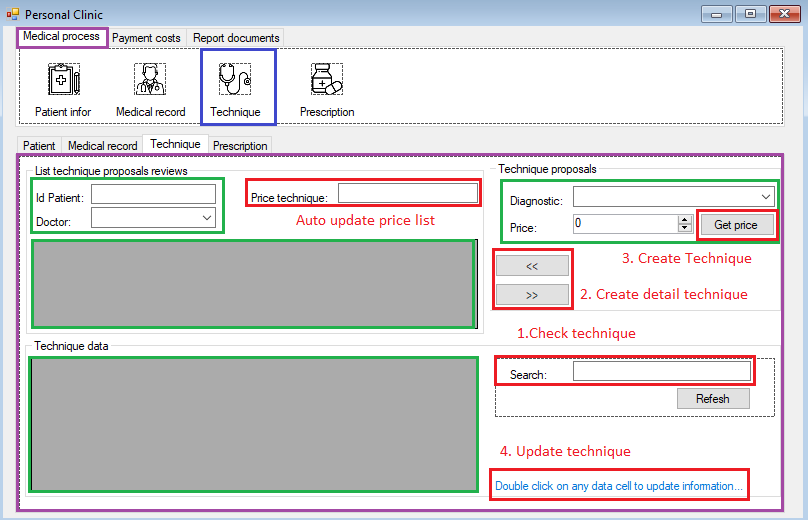 Personal Clinic
Medical process Payment costs Report documents
Patient infor Medical record Technique Prescription
Patient Medical record Technique Prescription
List technique proposals reviews
Id Patient:
Doctor:
Price technique:
Auto update price list
Technique proposals
Diagnostic:
Price: 0 Get price
3. Create Technique
<<
>>
2. Create detail technique
1.Check technique
Technique data
Search:
Refesh
4. Update technique
Double click on any data cell to update information...